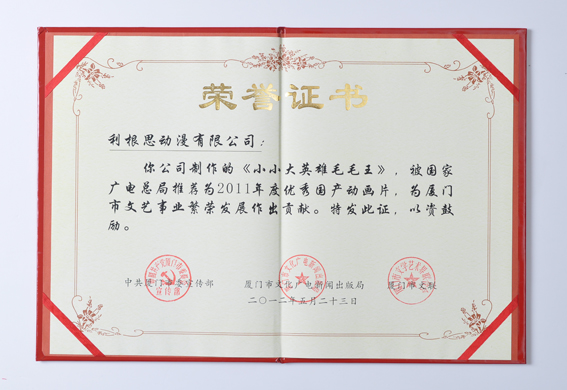 荣誉证书
利根思动漫有限公司：
你公司制作的《小小大英雄毛毛王》，被国家
广电总局推荐为2011年度优秀国产动画片，为厦门
市文艺事业繁荣发展作出贡献。特发此证，以资鼓
励。
中共厦门市委宣传部 厦门市文化广电新闻出版局 厦门市文联
二〇一二年五月二十三日